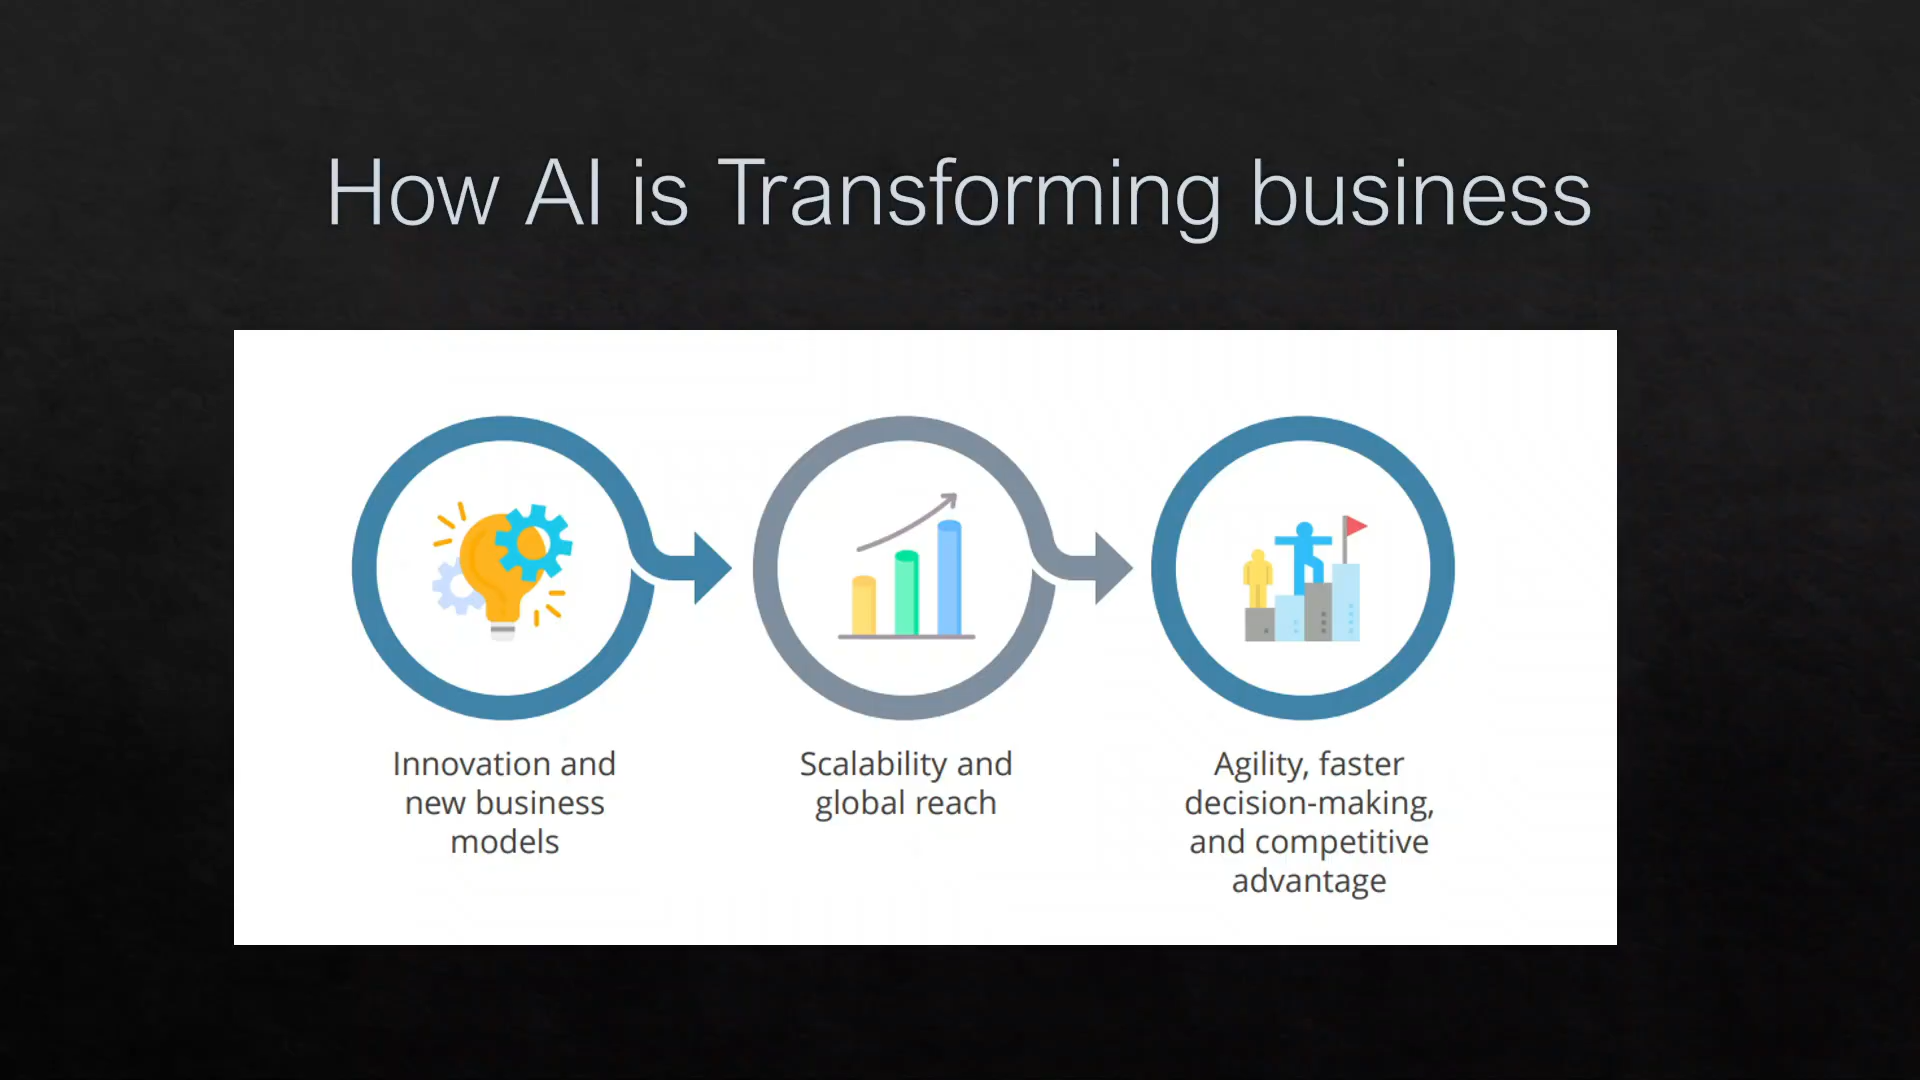 How AI is Transforming business
Innovation and
new business
models
Scalability and
global reach
Agility, faster
decision-making,
and competitive
advantage